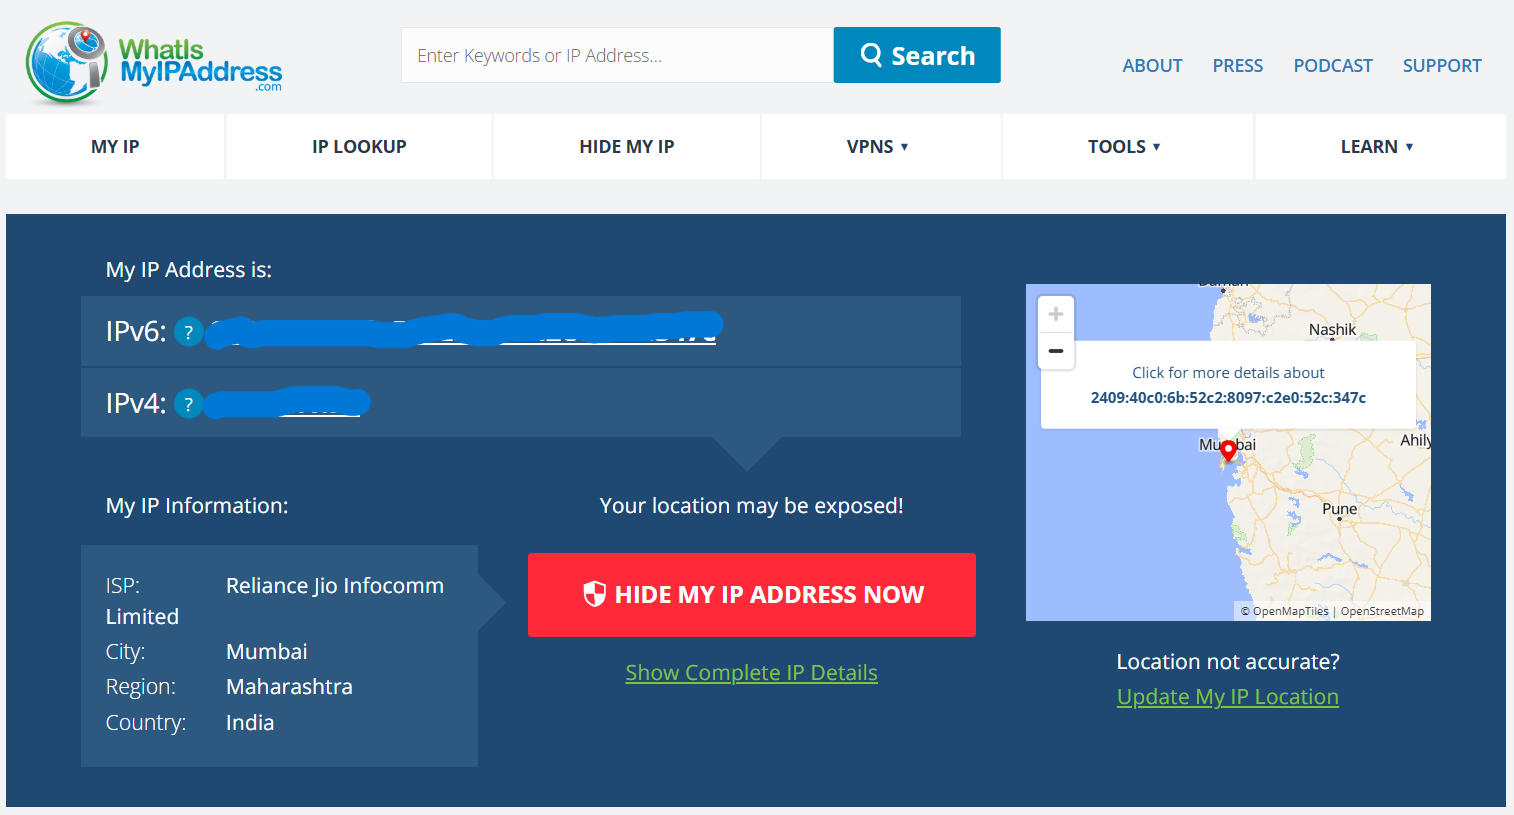 WhatIs
MyIPAddress
.com
Enter Keywords or IP Address...
Search
ABOUT PRESS PODCAST SUPPORT
MY IP IP LOOKUP HIDE MY IP VPNS TOOLS LEARN
My IP Address is:
IPv6: ?
IPv4: ?
My IP Information:
ISP: Reliance Jio Infocomm
Limited
City: Mumbai
Region: Maharashtra
Country: India
Your location may be exposed!
HIDE MY IP ADDRESS NOW
Show Complete IP Details
Nashik
Click for more details about
2409:40c0:6b:52c2:8097:c2e0:52c:347c
Mumbai
Ahily
Pune
© OpenMapTiles | OpenStreetMap
Location not accurate?
Update My IP Location